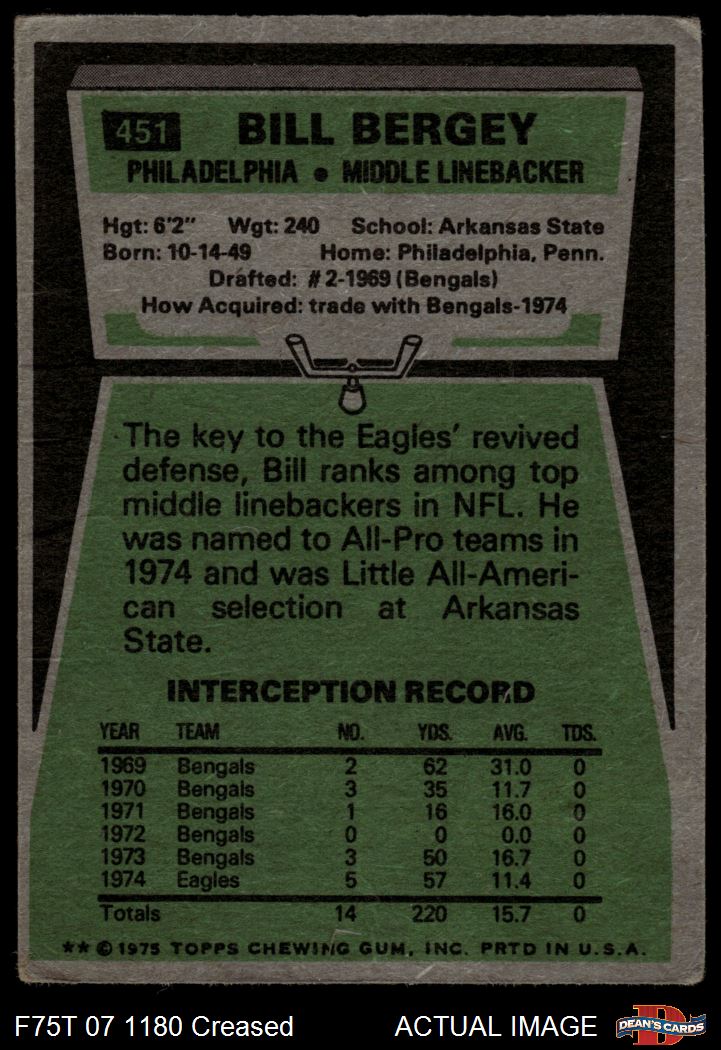 451 BILL BERGEY
PHILADELPHIA • MIDDLE LINEBACKER
Hgt: 6'2" Wgt: 240 School: Arkansas State
Born: 10-14-49 Home: Philadelphia, Penn.
Drafted: #2-1969 (Bengals)
How Acquired: trade with Bengals-1974
The key to the Eagles' revived
defense, Bill ranks among top
middle linebackers in NFL. He
was named to All-Pro teams in
1974 and was Little All-Ameri-
can selection at Arkansas
State.
INTERCEPTION RECORD
YEAR TEAM NO. YDS. AVG. TDS.
1969 Bengals 2 62 31.0 0
1970 Bengals 3 35 11.7 0
1971 Bengals 1 16 16.0 0
1972 Bengals 0 0 0.0 0
1973 Bengals 3 50 16.7 0
1974 Eagles 5 57 11.4 0
Totals 14 220 15.7 0
** © 1975 TOPPS CHEWING GUM, INC. PRTD IN U.S.A.
F75T 07 1180 Creased ACTUAL IMAGE DEAN'S CARDS